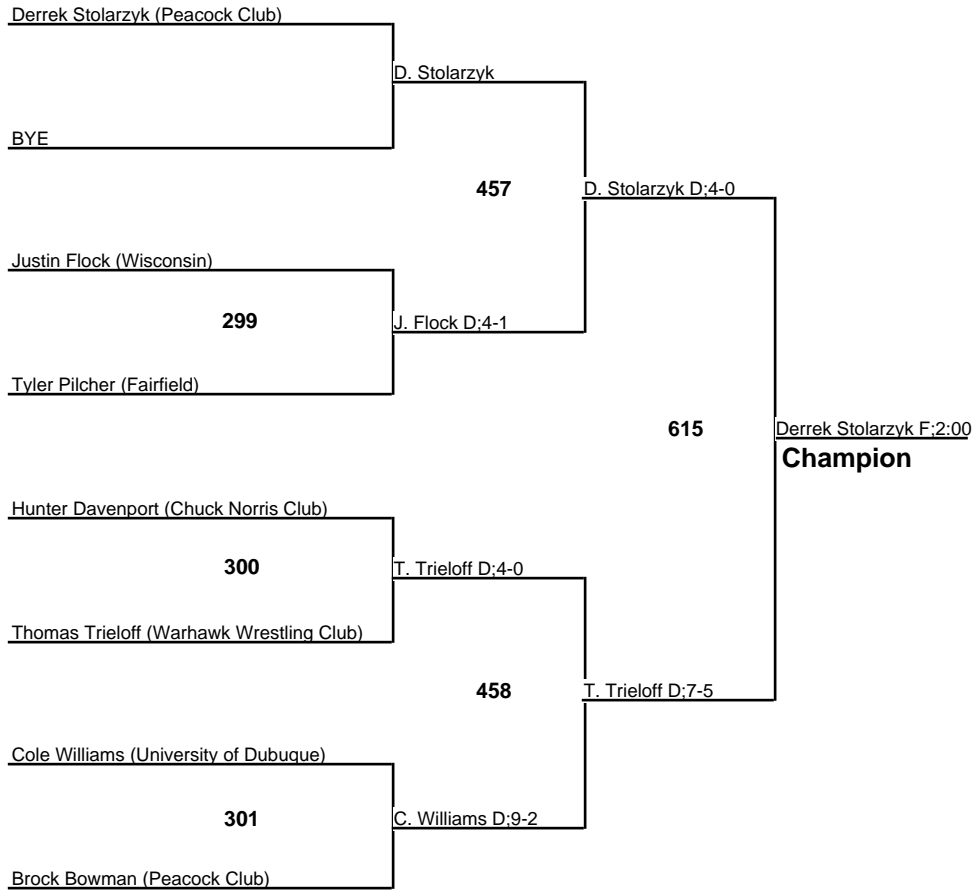 Derrek Stolarzyk (Peacock Club)
D. Stolarzyk
BYE
457
D. Stolarzyk D;4-0
Justin Flock (Wisconsin)
299
J. Flock D;4-1
Tyler Pilcher (Fairfield)
615
Derrek Stolarzyk F;2:00
Champion
Hunter Davenport (Chuck Norris Club)
300
T. Trieloff D;4-0
Thomas Trieloff (Warhawk Wrestling Club)
458
T. Trieloff D;7-5
Cole Williams (University of Dubuque)
301
C. Williams D;9-2
Brock Bowman (Peacock Club)